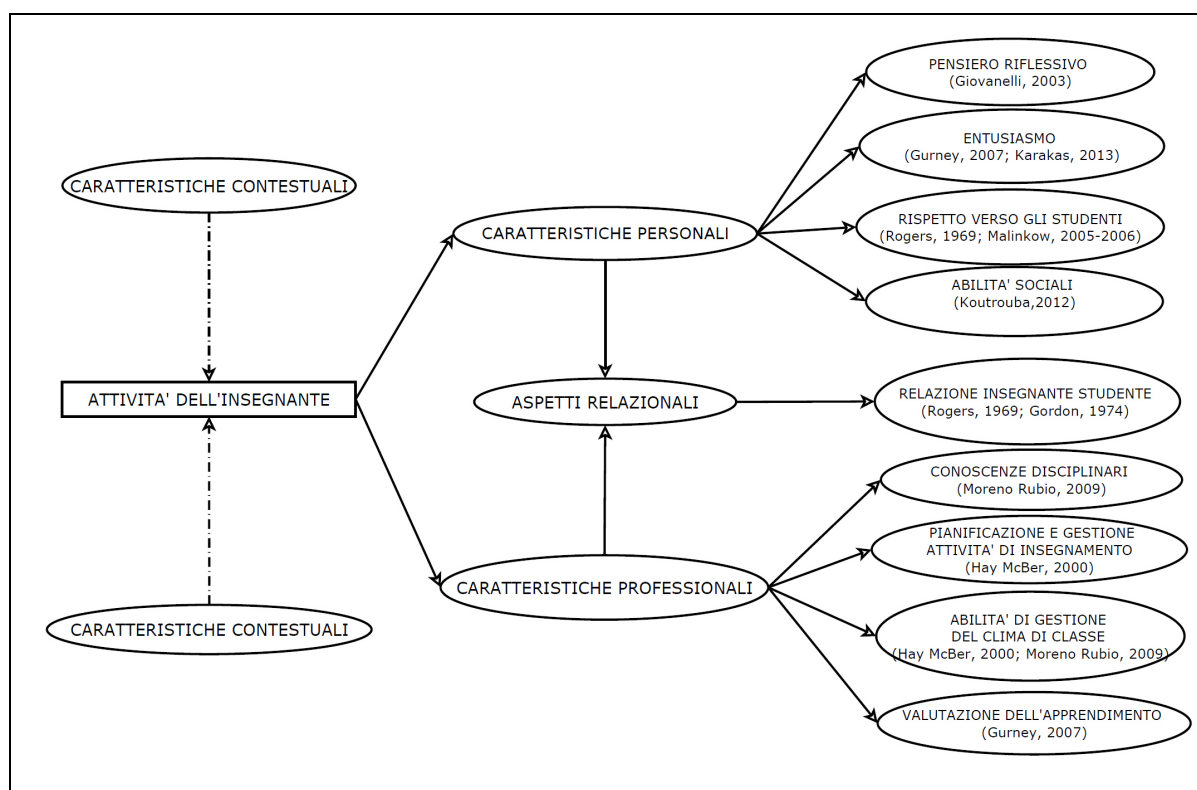 CARATTERISTICHE CONTESTUALI
ATTIVITA' DELL'INSEGNANTE
CARATTERISTICHE CONTESTUALI
CARATTERISTICHE PERSONALI
ASPETTI RELAZIONALI
CARATTERISTICHE PROFESSIONALI
PENSIERO RIFLESSIVO
(Giovanelli, 2003)
ENTUSIASMO
(Gurney, 2007; Karakas, 2013)
RISPETTO VERSO GLI STUDENTI
(Rogers, 1969; Malinkow, 2005-2006)
ABILITA' SOCIALI
(Koutrouba,2012)
RELAZIONE INSEGNANTE STUDENTE
(Rogers, 1969; Gordon, 1974)
CONOSCENZE DISCIPLINARI
(Moreno Rubio, 2009)
PIANIFICAZIONE E GESTIONE
ATTIVITA' DI INSEGNAMENTO
(Hay McBer, 2000)
ABILITA' DI GESTIONE
DEL CLIMA DI CLASSE
(Hay McBer, 2000; Moreno Rubio, 2009)
VALUTAZIONE DELL'APPRENDIMENTO
(Gurney, 2007)